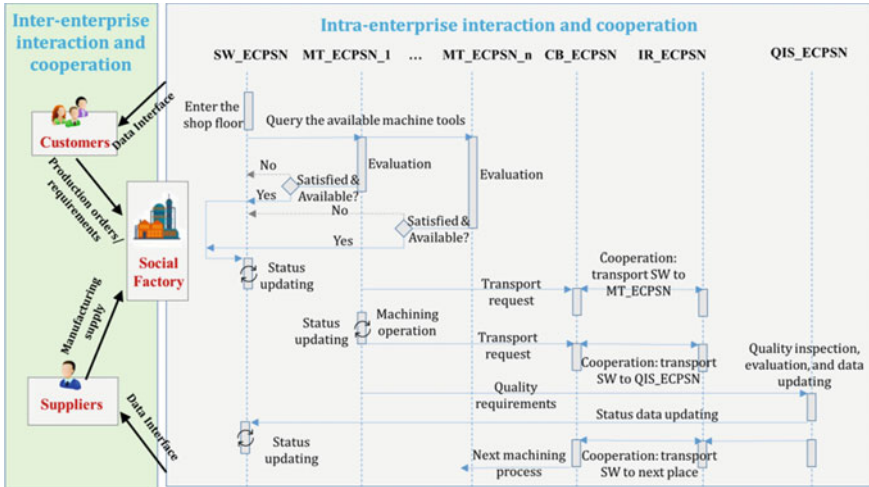 Inter-enterprise
interaction and
cooperation
Customers
Data Interface
Production orders/
requirements
Social
Factory
Manufacturing
supply
Suppliers
Data Interface
Intra-enterprise interaction and cooperation
SW_ECPSN MT_ECPSN_1 ... MT_ECPSN_n CB_ECPSN IR_ECPSN QIS_ECPSN
Enter the
shop floor
Query the available machine tools
Evaluation
Evaluation
No
Satisfied &
Available?
Yes
No
Satisfied &
Available?
Yes
Status
updating
Cooperation:
transport SW to
MT_ECPSN
Transport
request
Status
updating
Machining
operation
Transport
request
Cooperation: transport
SW to QIS_ECPSN
Quality inspection,
evaluation, and data
updating
Quality
requirements
Status data updating
Status
updating
Next machining
process
Cooperation: transport
SW to next place